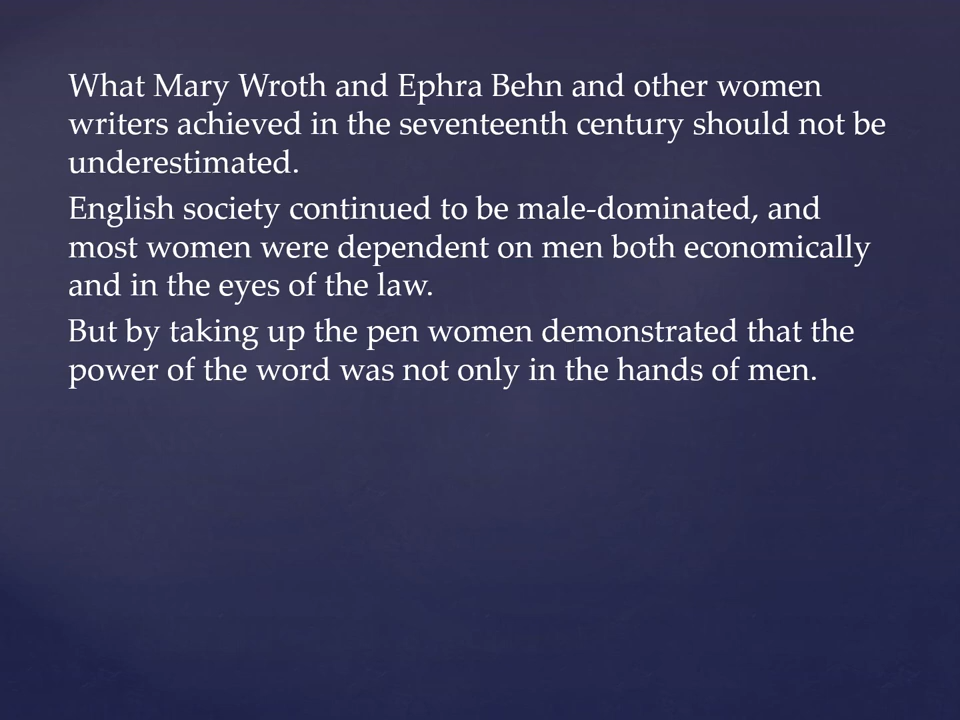 What Mary Wroth and Ephra Behn and other women
writers achieved in the seventeenth century should not be
underestimated.
English society continued to be male-dominated, and
most women were dependent on men both economically
and in the eyes of the law.
But by taking up the pen women demonstrated that the
power of the word was not only in the hands of men.